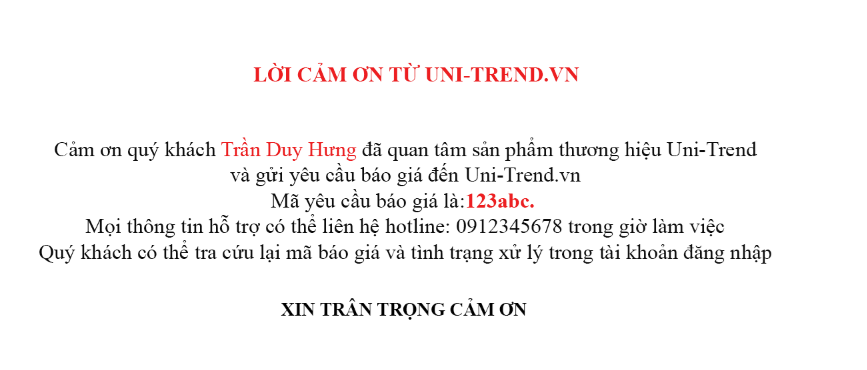 LỜI CẢM ƠN TỪ UNI-TREND.VN
Cảm ơn quý khách Trần Duy Hưng đã quan tâm sản phẩm thương hiệu Uni-Trend
và gửi yêu cầu báo giá đến Uni-Trend.vn
Mã yêu cầu báo giá là:123abc.
Mọi thông tin hỗ trợ có thể liên hệ hotline: 0912345678 trong giờ làm việc
Quý khách có thể tra cứu lại mã báo giá và tình trạng xử lý trong tài khoản đăng nhập
XIN TRÂN TRỌNG CẢM ƠN